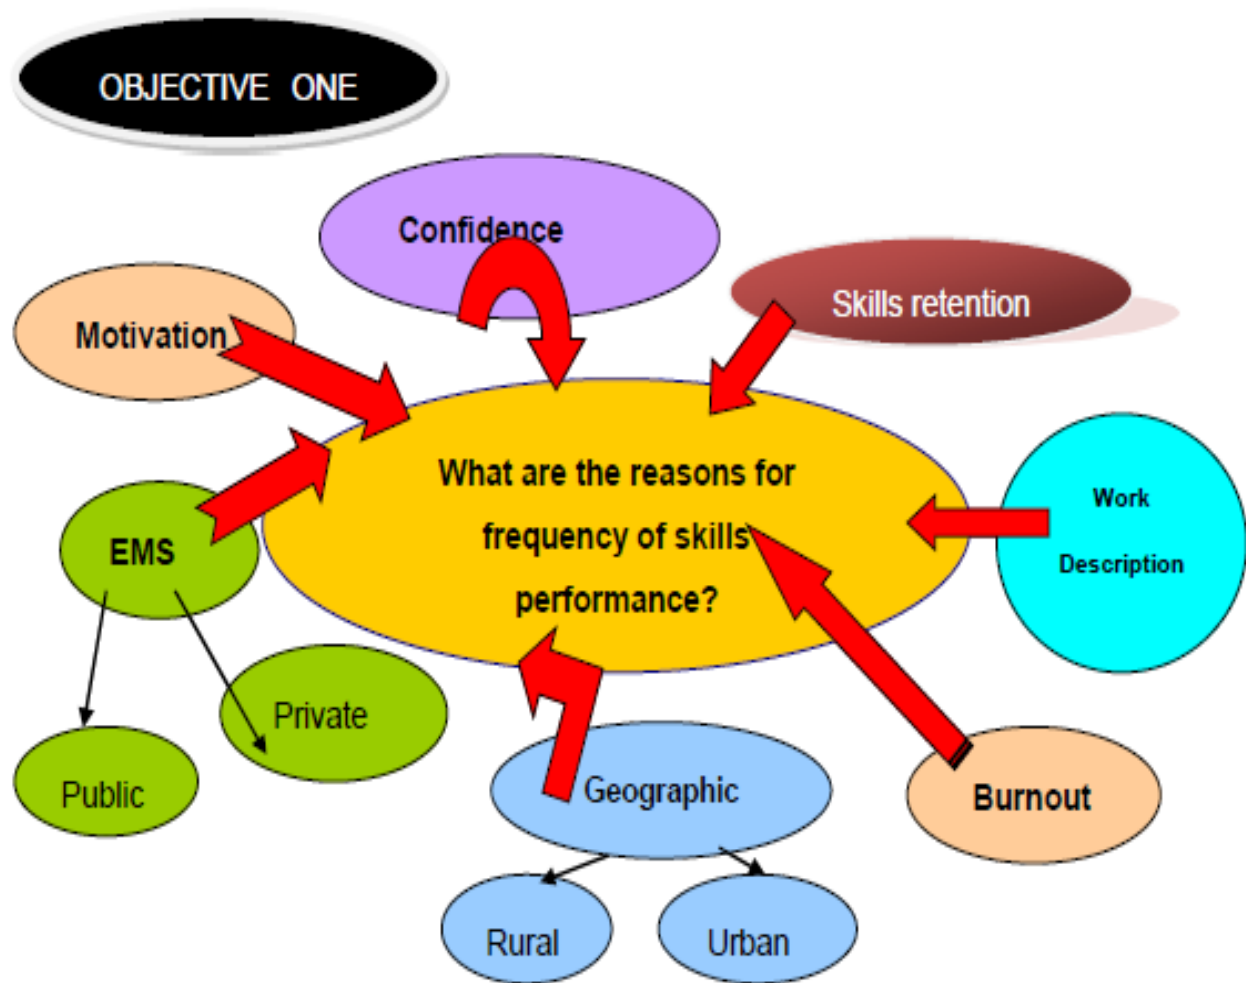 OBJECTIVE ONE
Confidence
Skills retention
Motivation
What are the reasons for
frequency of skills
performance?
Work
Description
EMS
Private
Public
Geographic
Burnout
Rural
Urban